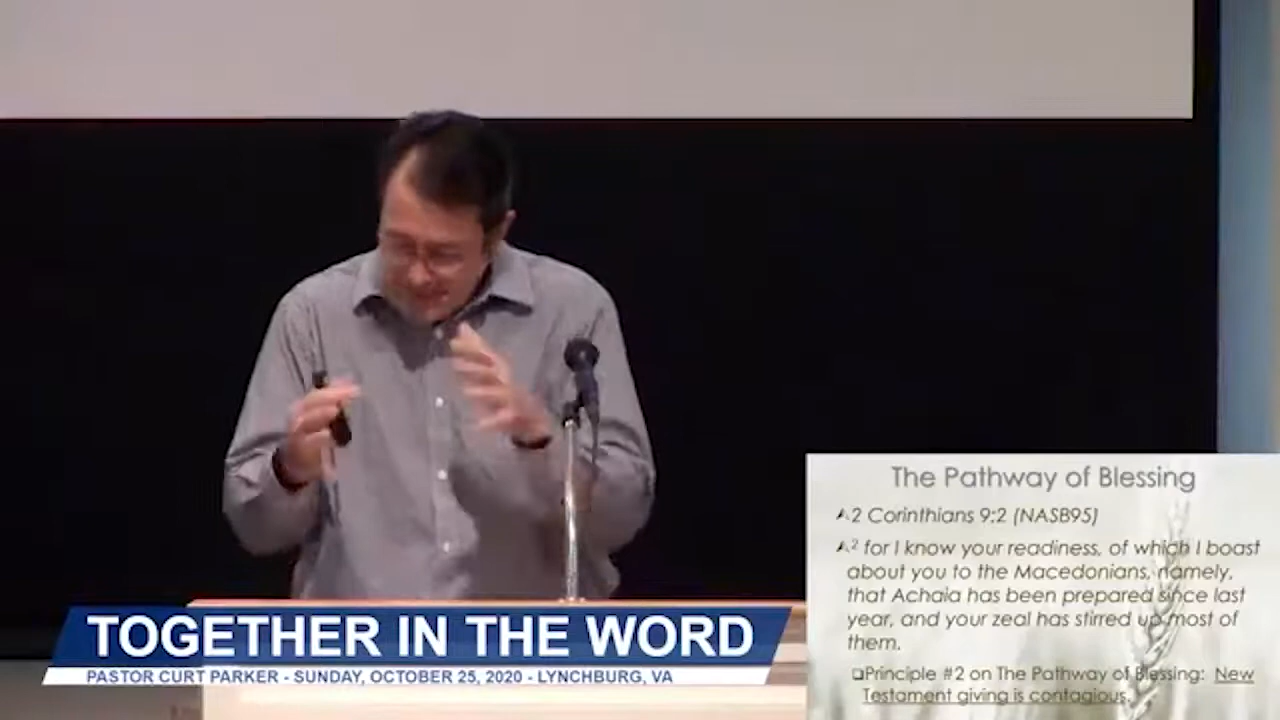 TOGETHER IN THE WORD
PASTOR CURT PARKER - SUNDAY, OCTOBER 25, 2020 - LYNCHBURG, VA
The Pathway of Blessing
2 Corinthians 9:2 (NASB95)
2 for I know your readiness, of which I boast
about you to the Macedonians, namely,
that Achaia has been prepared since last
year, and your zeal has stirred up most of
them.
Principle #2 on The Pathway of Blessing: New
Testament giving is contagious.